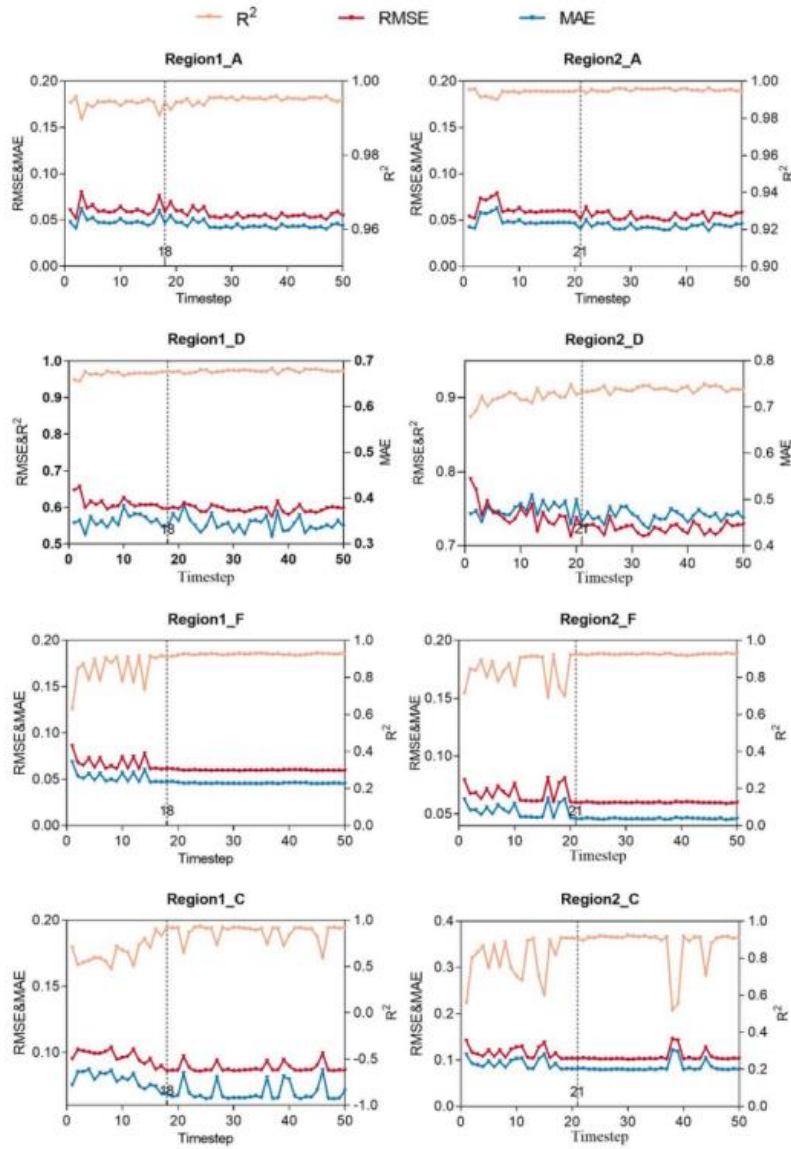 R²
RMSE
MAE
Region1_A
0.20
0.15
0.10
0.05
0.00
RMSE&MAE
1.00
0.98
0.96
R²
18
0 10 20 30 40 50
Timestep
Region2_A
0.20
0.15
0.10
0.05
0.00
RMSE&MAE
1.00
0.98
0.96
0.94
0.92
0.90
R²
21
0 10 20 30 40 50
Timestep
Region1_D
1.0
0.9
0.8
0.7
0.6
0.5
RMSE&R²
0.7
0.6
0.5
0.4
0.3
MAE
18
0 10 20 30 40 50
Timestep
Region2_D
0.9
0.8
0.7
RMSE&R²
0.8
0.7
0.6
0.5
0.4
MAE
21
0 10 20 30 40 50
Timestep
Region1_F
0.20
0.15
0.10
0.05
0.00
RMSE&MAE
1.0
0.8
0.6
0.4
0.2
0.0
R²
18
0 10 20 30 40 50
Timestep
Region2_F
0.20
0.15
0.10
0.05
RMSE&MAE
1.0
0.8
0.6
0.4
0.2
0.0
R²
21
0 10 20 30 40 50
Timestep
Region1_C
0.20
0.15
0.10
RMSE&MAE
1.0
0.5
0.0
-0.5
-1.0
R²
18
0 10 20 30 40 50
Timestep
Region2_C
0.4
0.3
0.2
0.1
0.0
RMSE&MAE
1.0
0.8
0.6
0.4
0.2
0.0
R²
21
0 10 20 30 40 50
Timestep